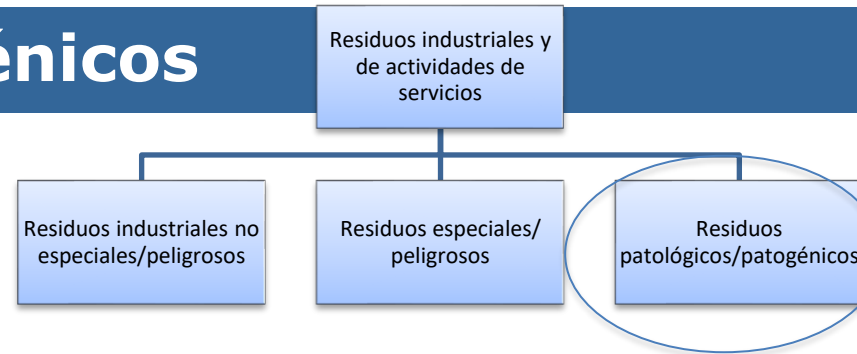 énicos
Residuos industriales y
de actividades de
servicios
Residuos industriales no
especiales/peligrosos
Residuos especiales/
peligrosos
Residuos
patológicos/patogénicos